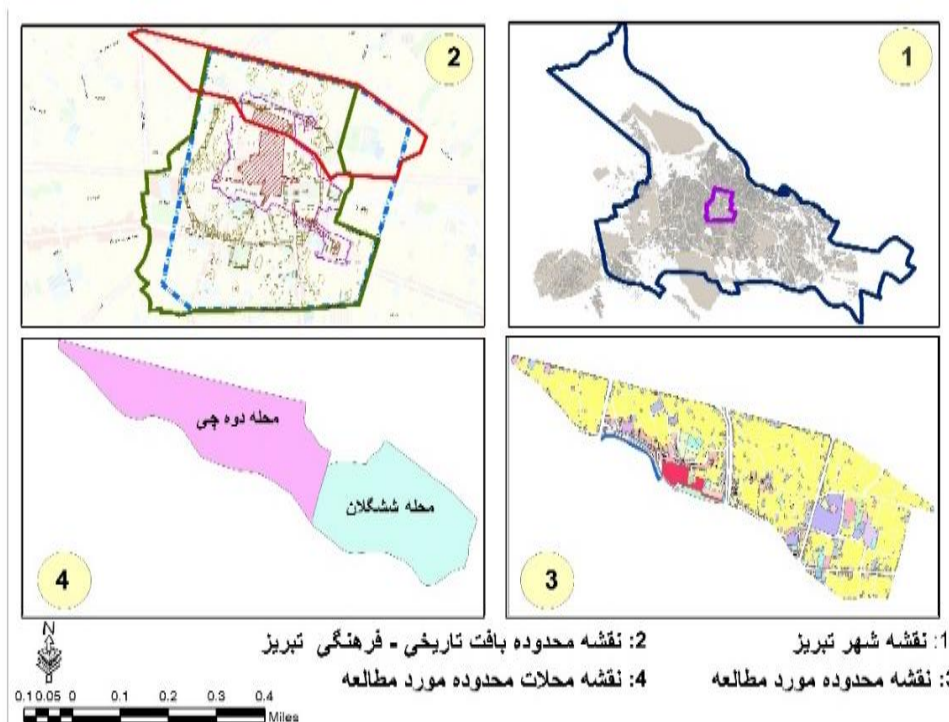 1
2
3
4
محله دوه چی
محله ششگلان
N
1: نقشه شهر تبریز
2: نقشه محدوده بافت تاریخی - فرهنگی تبریز
3: نقشه محدوده مورد مطالعه
4: نقشه محلات محدوده مورد مطالعه
0.1 0.05 0 0.1 0.2 0.3 0.4
Miles